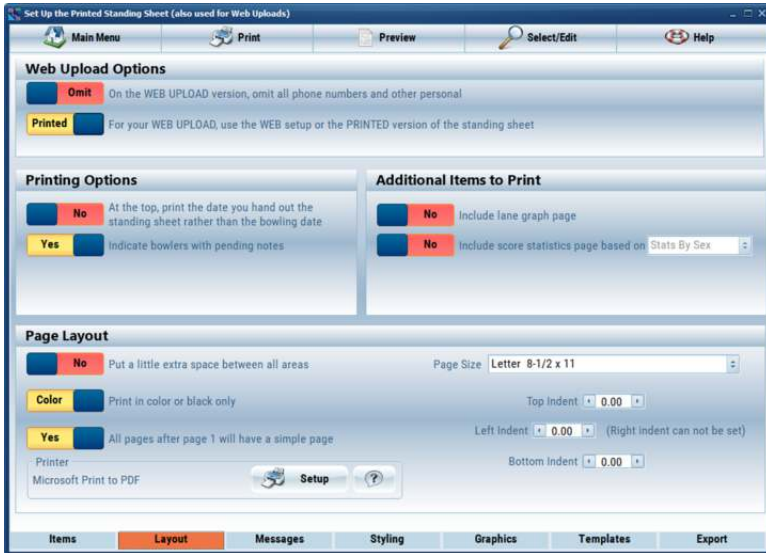 Set Up the Printed Standing Sheet (also used for Web Uploads)
Main Menu
Print
Preview
Select/Edit
Help
Web Upload Options
Omit On the WEB UPLOAD version, omit all phone numbers and other personal
Printed For your WEB UPLOAD, use the WEB setup or the PRINTED version of the standing sheet
Printing Options
No At the top, print the date you hand out the
standing sheet rather than the bowling date
Yes Indicate bowlers with pending notes
Additional Items to Print
No Include lane graph page
No Include score statistics page based on Stats By Sex
Page Layout
No Put a little extra space between all areas
Color Print in color or black only
Yes All pages after page 1 will have a simple page
Printer
Microsoft Print to PDF
Setup
?
Page Size Letter 8-1/2 x 11
Top Indent 0.00
Left Indent 0.00 (Right indent can not be set)
Bottom Indent 0.00
Items
Layout
Messages
Styling
Graphics
Templates
Export